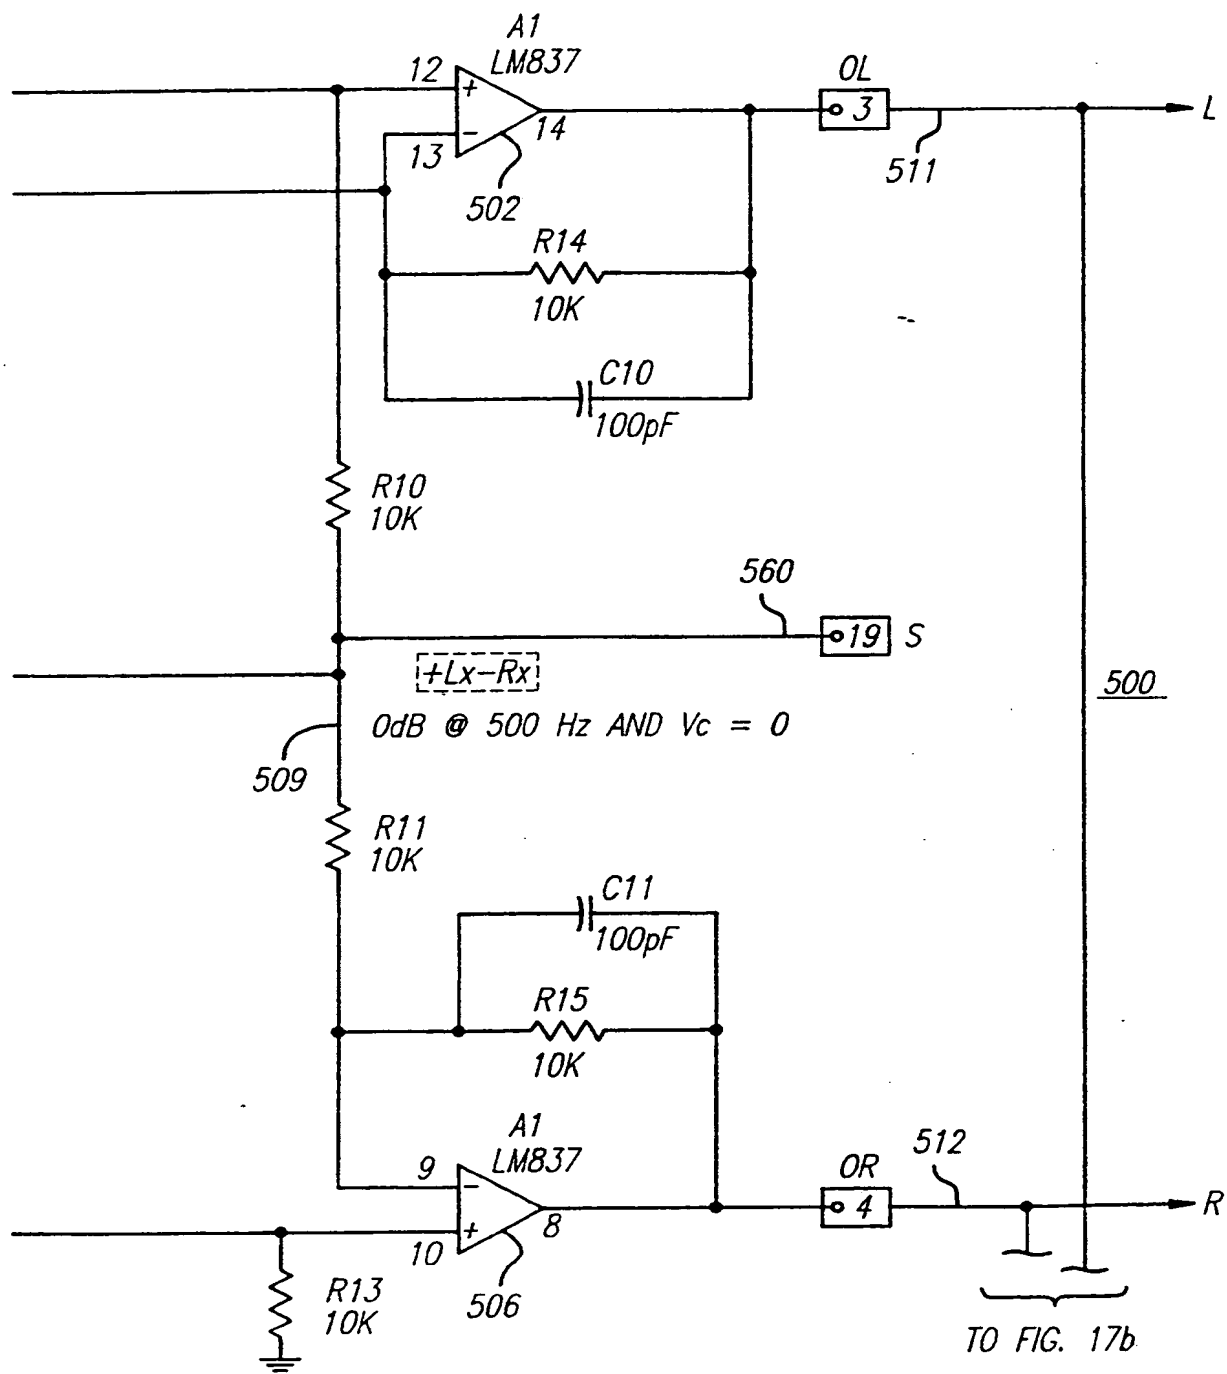 A1
LM837
12
+
−
13
14
502
OL
3
511
L
R14
10K
C10
100pF
R10
10K
560
19
S
+Lx−Rx
0dB @ 500 Hz AND Vc = 0
500
509
R11
10K
C11
100pF
R15
10K
A1
LM837
9
−
+
10
8
506
OR
4
512
R
R13
10K
TO FIG. 17b